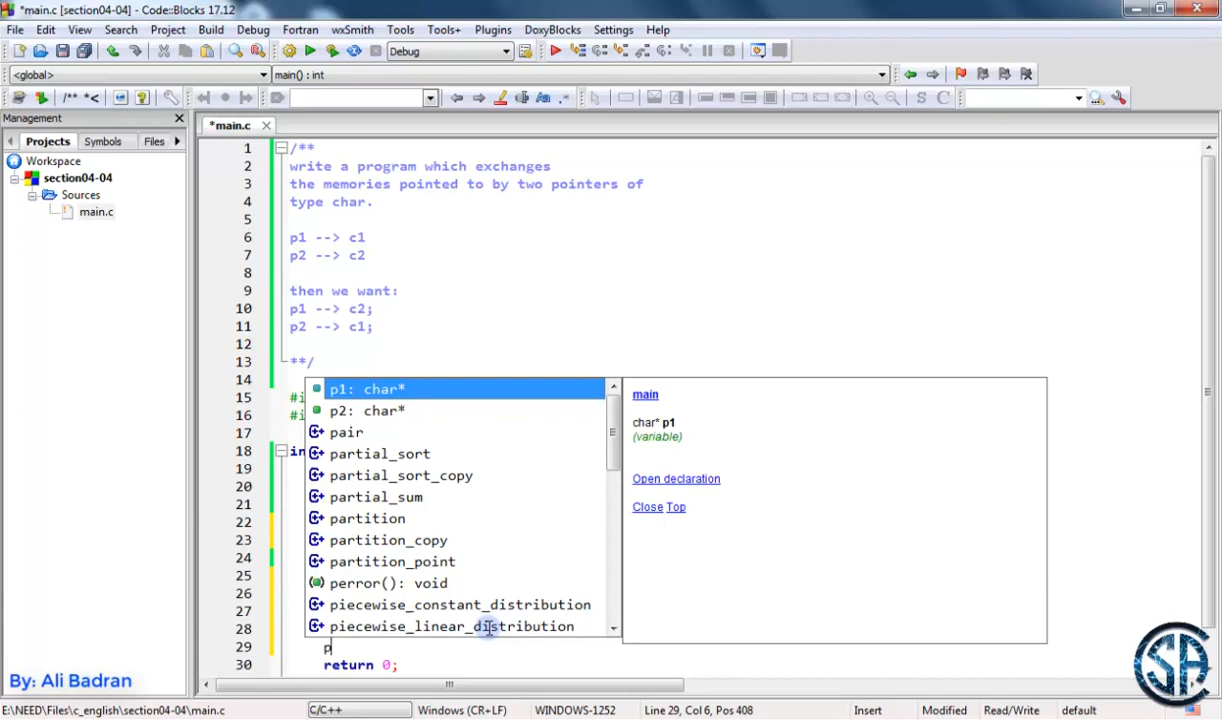 *main.c [section04-04] - Code::Blocks 17.12
File Edit View Search Project Build Debug Fortran wxSmith Tools Tools+ Plugins DoxyBlocks Settings Help
Debug
<global> main() : int
/** *<
S C
Management
Projects Symbols Files
*main.c
Workspace
section04-04
Sources
main.c
1 /**
2 write a program which exchanges
3 the memories pointed to by two pointers of
4 type char.
5
6 p1 --> c1
7 p2 --> c2
8
9 then we want:
10 p1 --> c2;
11 p2 --> c1;
12
13 **/
14
15 #i
16 #i
17
18 in
19
20
21
22
23
24
25
26
27
28
29 p
30 return 0;
p1: char*
p2: char*
pair
partial_sort
partial_sort_copy
partial_sum
partition
partition_copy
partition_point
perror(): void
piecewise_constant_distribution
piecewise_linear_distribution
main
char* p1
(variable)
Open declaration
Close Top
By: Ali Badran
E:\NEED\Files\c_english\section04-04\main.c C/C++ Windows (CR+LF) WINDOWS-1252 Line 29, Col 6, Pos 408 Insert Modified Read/Write default